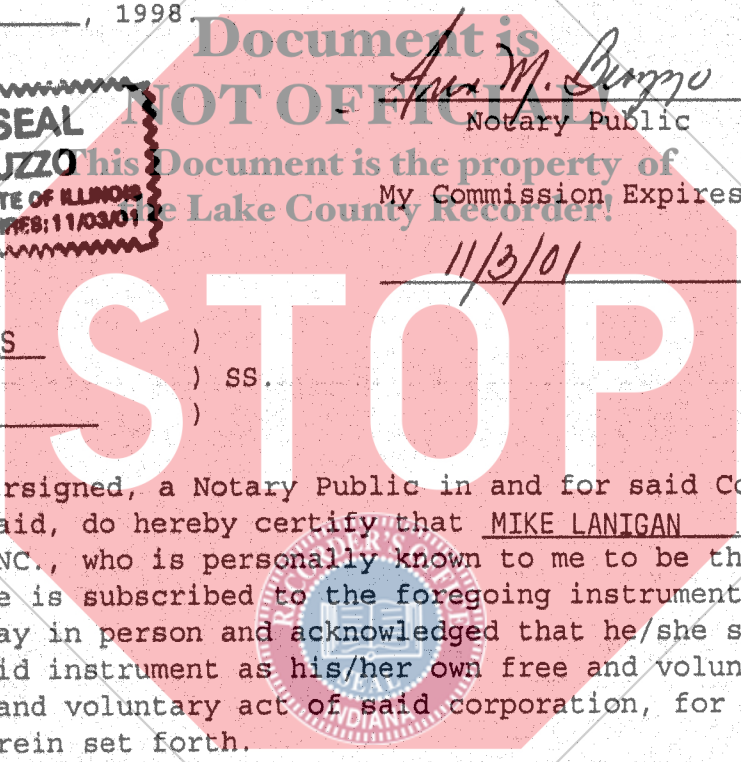 , 1998.
Document is
NOT OFFICIAL!
This Document is the property of
the Lake County Recorder!
SEAL
UZZO
TE OF ILLINOIS
RES: 11/03/01
Notary Public
My Commission Expires
11/3/01
STOP
S )
) SS.
)
rsigned, a Notary Public in and for said Co
aid, do hereby certify that MIKE LANIGAN
NC., who is personally known to me to be th
e is subscribed to the foregoing instrument
ay in person and acknowledged that he/she s
id instrument as his/her own free and volun
and voluntary act of said corporation, for
rein set forth.
RECORDER'S OFFICE
SEAL
INDIANA